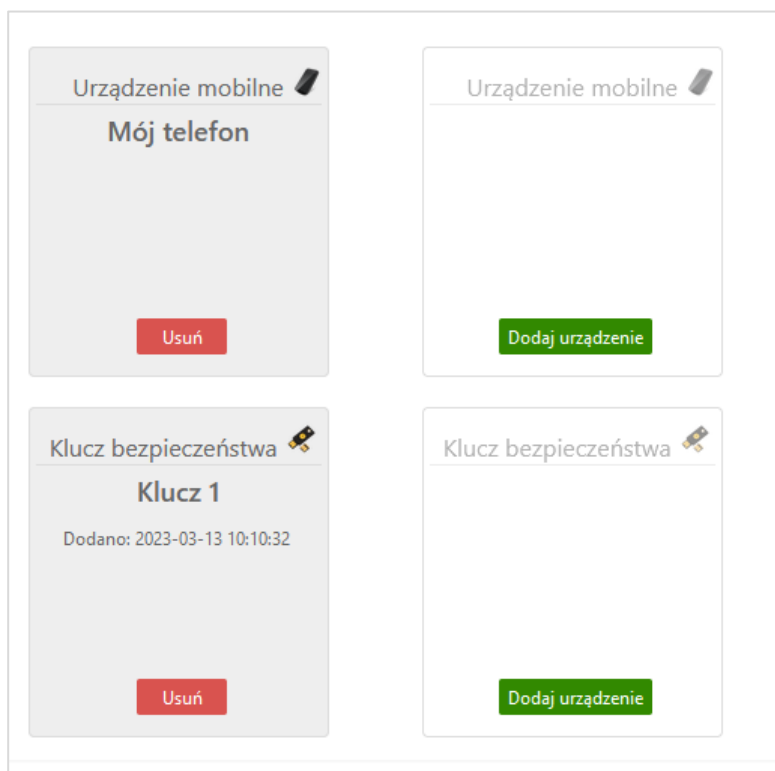 Urządzenie mobilne
Mój telefon
Usuń
Urządzenie mobilne
Dodaj urządzenie
Klucz bezpieczeństwa
Klucz 1
Dodano: 2023-03-13 10:10:32
Usuń
Klucz bezpieczeństwa
Dodaj urządzenie